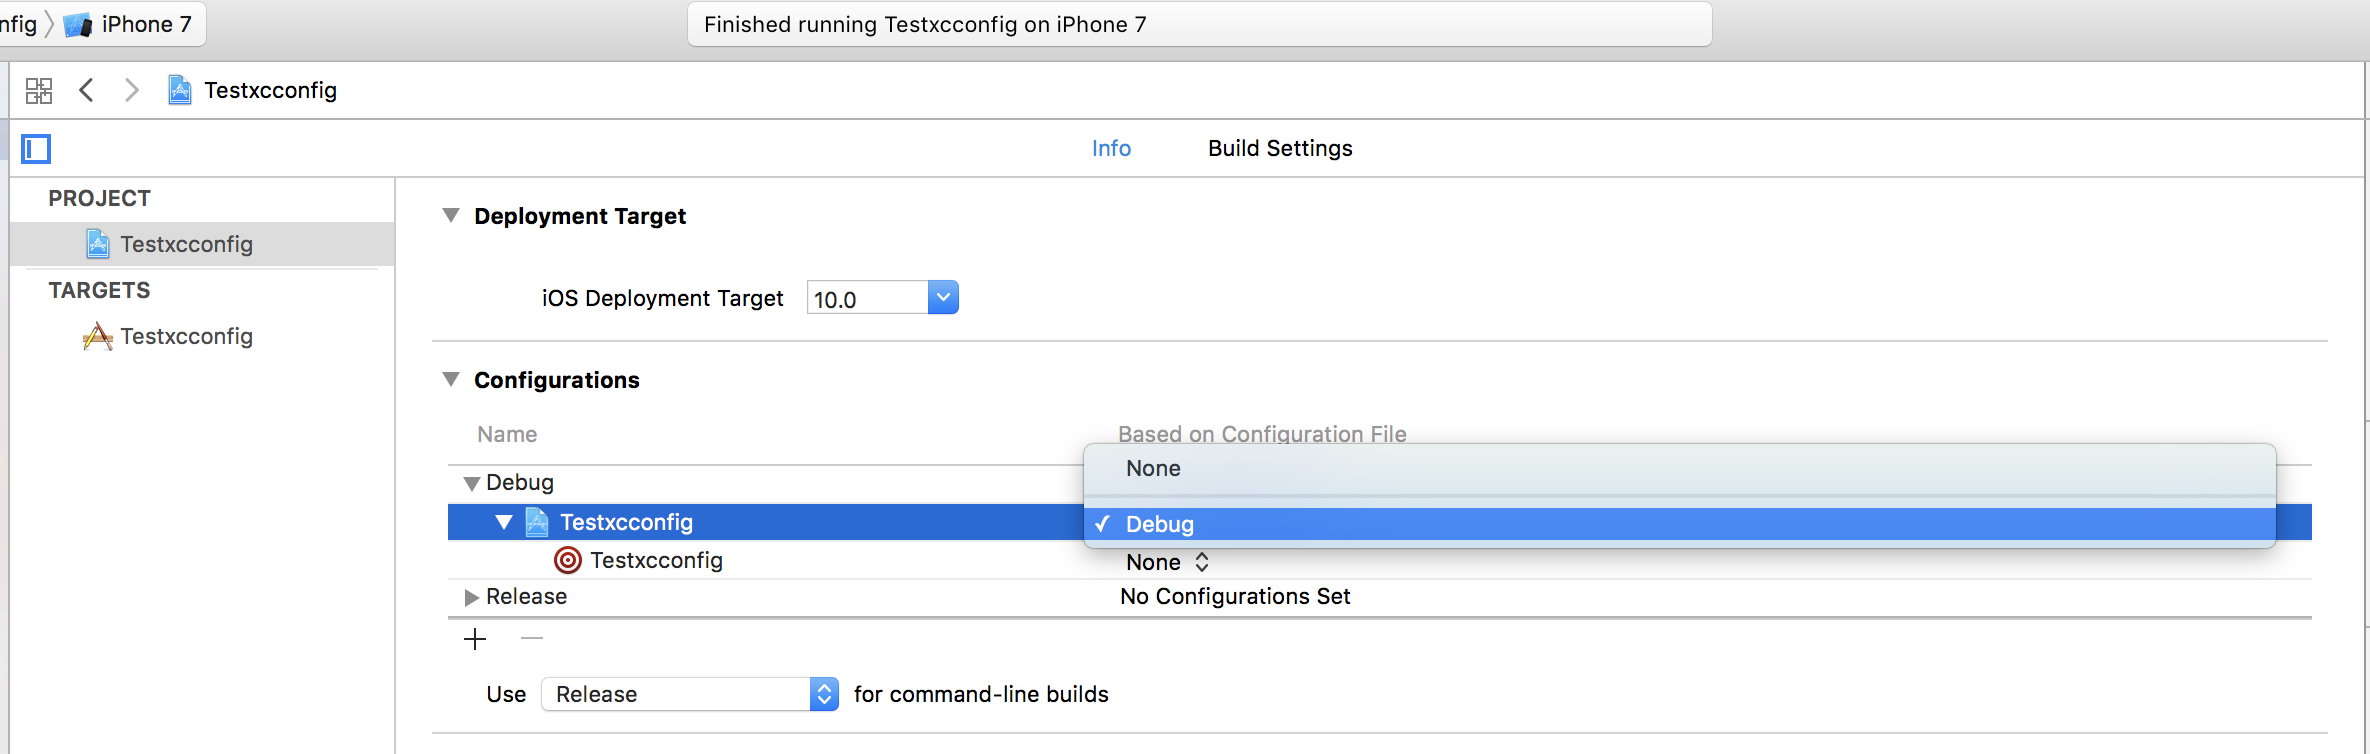 nfig iPhone 7 Finished running Testxcconfig on iPhone 7
Testxcconfig
Info Build Settings
PROJECT
Testxcconfig
TARGETS
Testxcconfig
Deployment Target
iOS Deployment Target 10.0
Configurations
Name Based on Configuration File
None
Debug
Testxcconfig Debug
Testxcconfig None
Release No Configurations Set
Use Release for command-line builds